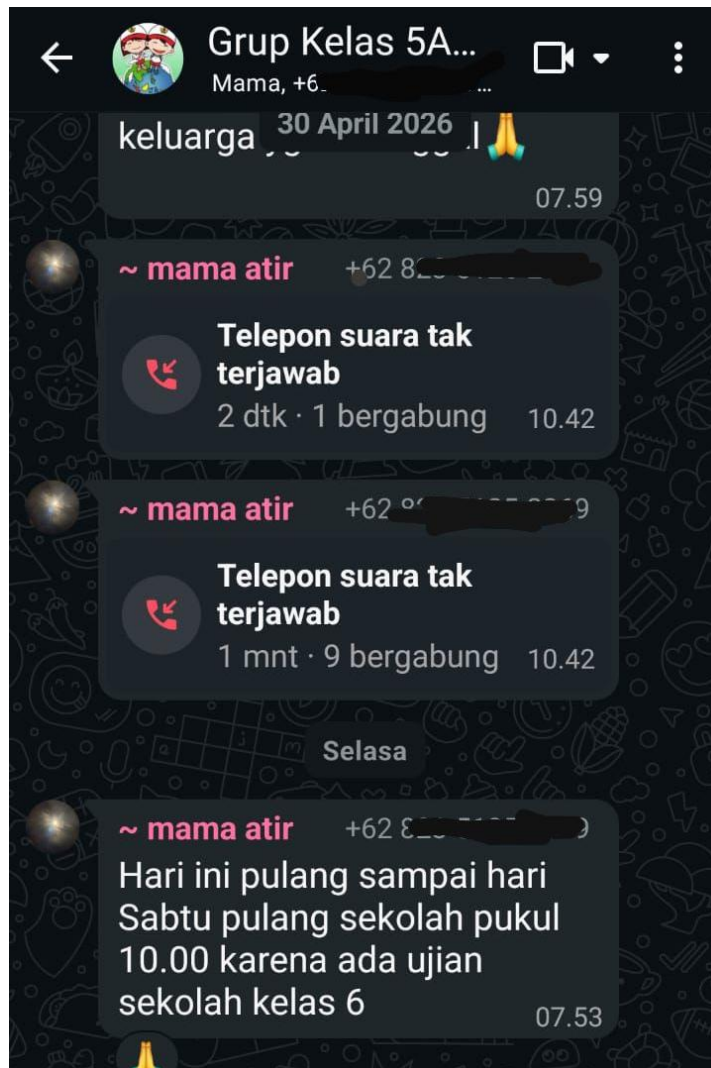 Grup Kelas 5A...
Mama, +6
30 April 2026
keluarga
07.59
~ mama atir +62 8
Telepon suara tak
terjawab
2 dtk · 1 bergabung 10.42
~ mama atir +62
Telepon suara tak
terjawab
1 mnt · 9 bergabung 10.42
Selasa
~ mama atir +62 8
Hari ini pulang sampai hari
Sabtu pulang sekolah pukul
10.00 karena ada ujian
sekolah kelas 6
07.53